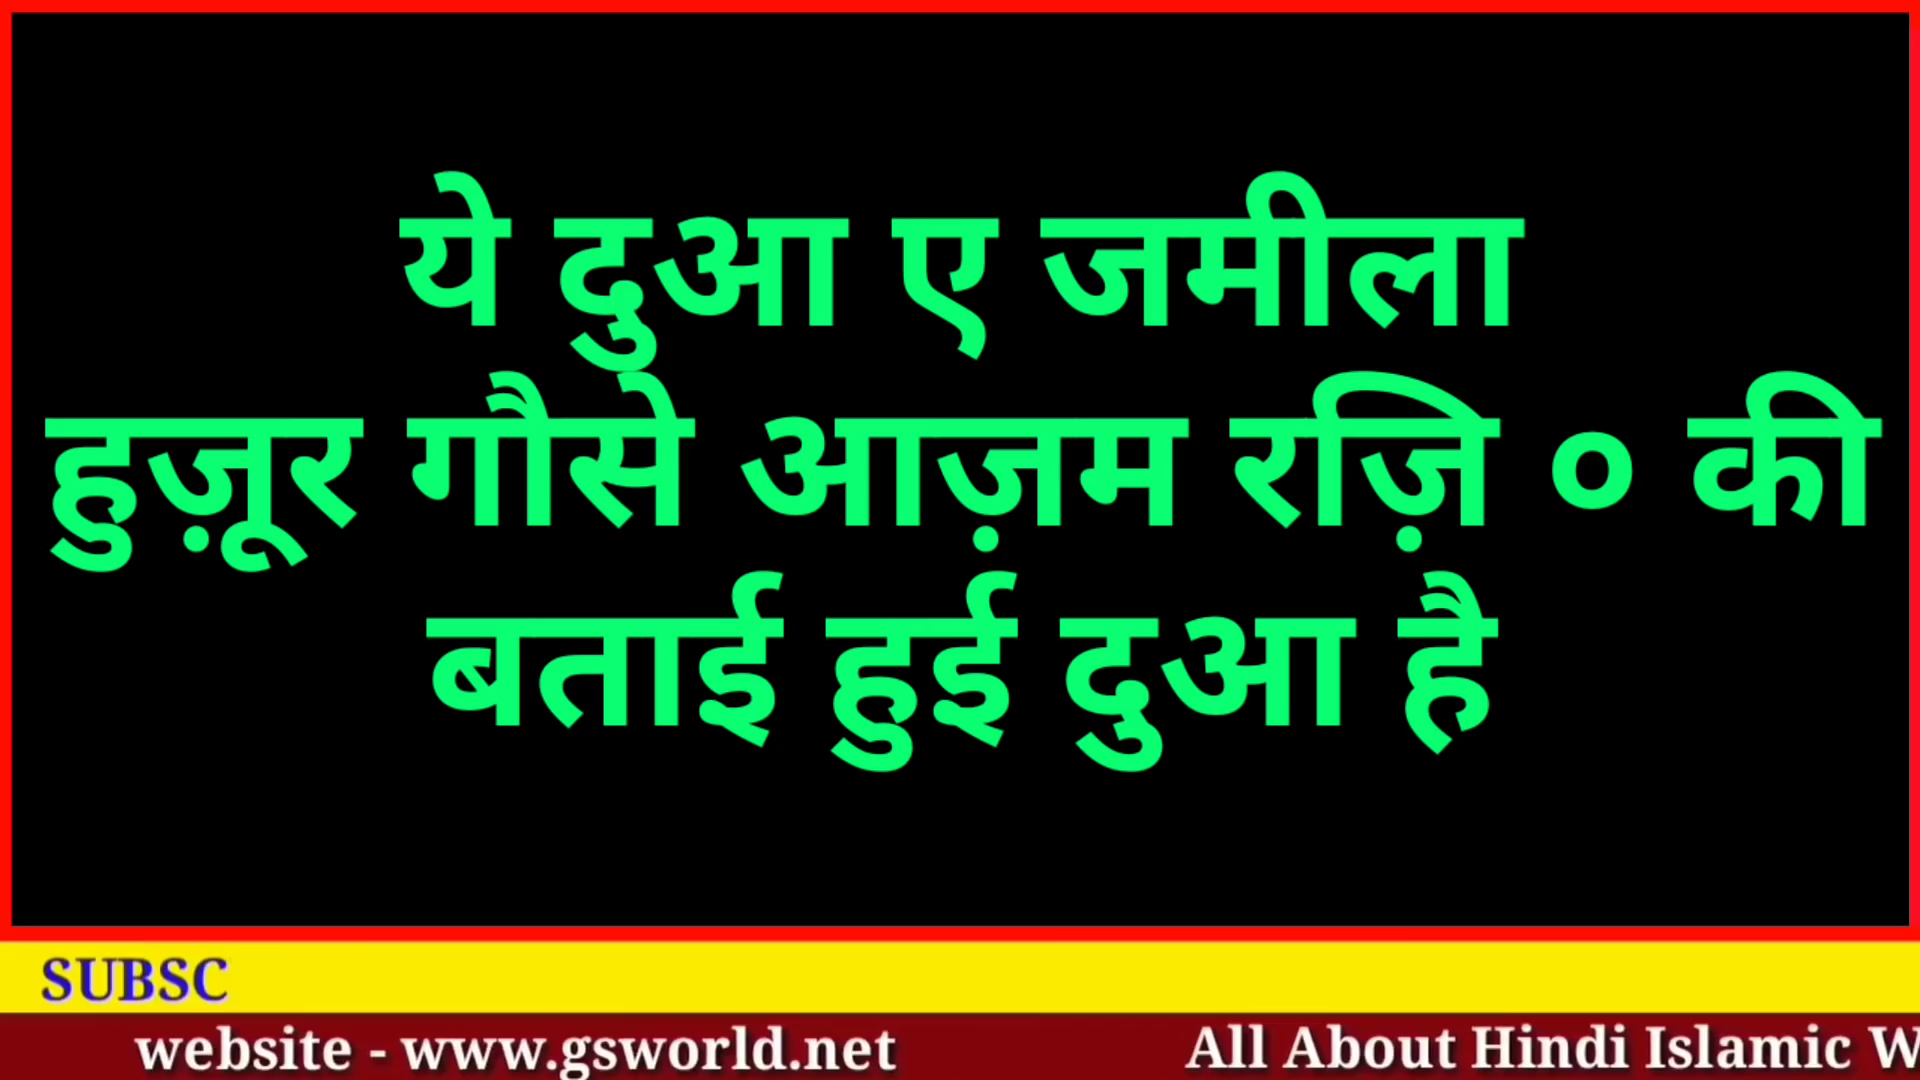 ये दुआ ए जमीला
हुज़ूर गौसे आज़म रज़ि ० की
बताई हुई दुआ है
SUBSC
website - www.gsworld.net All About Hindi Islamic W